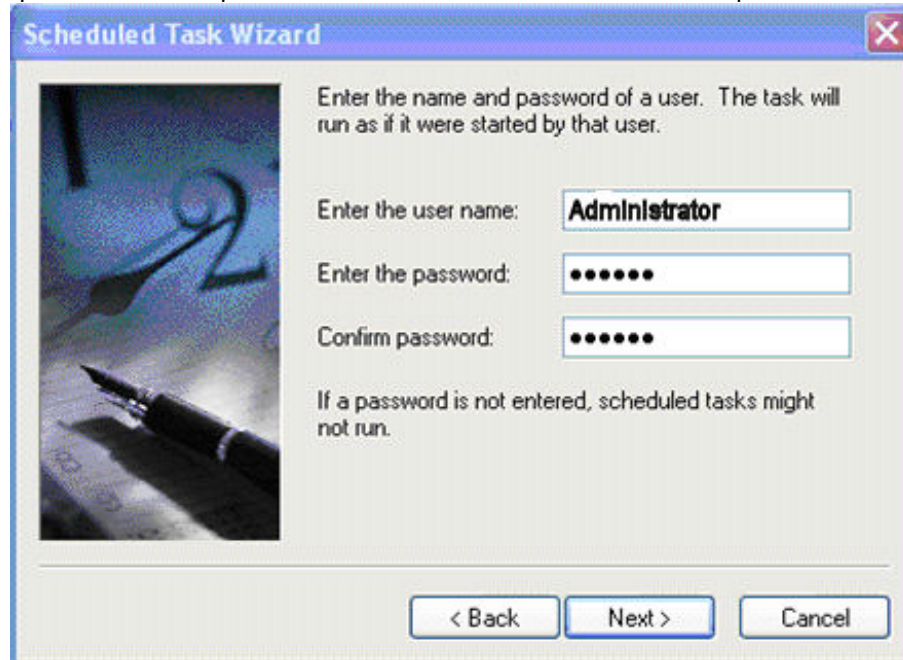 Scheduled Task Wizard
Enter the name and password of a user. The task will
run as if it were started by that user.
Enter the user name:
Administrator
Enter the password:
••••••
Confirm password:
••••••
If a password is not entered, scheduled tasks might
not run.
2
< Back
Next >
Cancel